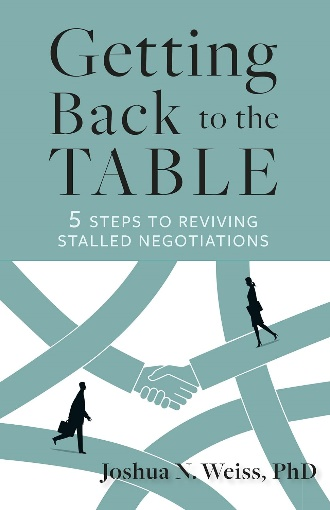 Getting
Back to the
TABLE
5 STEPS TO REVIVING
STALLED NEGOTIATIONS
Joshua N. Weiss, PhD